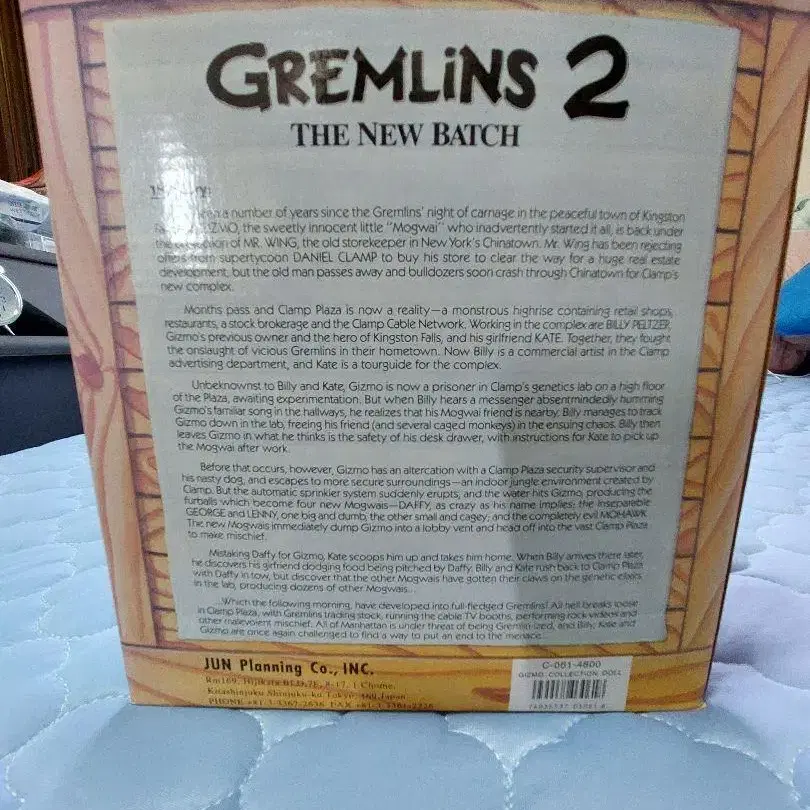 GREMLiNS 2
THE NEW BATCH
a number of years since the Gremlins' night of carnage in the peaceful town of Kingston
the sweetly innocent little "Mogwai" who inadvertently started it all, is back under
of MR. WING, the old storekeeper in New York's Chinatown. Mr. Wing has been rejecting
offers from supertycoon DANIEL CLAMP to buy his store to clear the way for a huge real estate
development, but the old man passes away and bulldozers soon crash through Chinatown for Clamp's
new complex.
Months pass and Clamp Plaza is now a reality—a monstrous highrise containing retail shops,
restaurants, a stock brokerage and the Clamp Cable Network. Working in the complex are BILLY PELTZER,
Gizmo's previous owner and the hero of Kingston Falls, and his girlfriend KATE. Together, they fought
the onslaught of vicious Gremlins in their hometown. Now Billy is a commercial artist in the Clamp
advertising department, and Kate is a tourguide for the complex.
Unbeknownst to Billy and Kate, Gizmo is now a prisoner in Clamp's genetics lab on a high floor
of the Plaza, awaiting experimentation. But when Billy hears a messenger absentmindedly humming
Gizmo's familiar song in the hallways, he realizes that his Mogwai friend is nearby. Billy manages to track
Gizmo down in the lab, freeing his friend (and several caged monkeys) in the ensuing chaos. Billy then
leaves Gizmo in what he thinks is the safety of his desk drawer, with instructions for Kate to pick up
the Mogwai after work.
Before that occurs, however, Gizmo has an altercation with a Clamp Plaza security supervisor and
his nasty dog, and escapes to more secure surroundings—an indoor jungle environment created by
Clamp. But the automatic sprinkler system suddenly erupts, and the water hits Gizmo, producing the
furballs which become four new Mogwais—DAFFY, as crazy as his name implies; the inseparable
GEORGE and LENNY, one big and dumb, the other small and cagey; and the completely evil MOHAWK.
The new Mogwais immediately dump Gizmo into a lobby vent and head off into the vast Clamp Plaza
to make mischief.
Mistaking Daffy for Gizmo, Kate scoops him up and takes him home. When Billy arrives there later,
he discovers his girlfriend dodging food being pitched by Daffy. Billy and Kate rush back to Clamp Plaza
with Daffy in tow, but discover that the other Mogwais have gotten their claws on the genetic elixirs
in the lab, producing dozens of other Mogwais...
...Which the following morning, have developed into full-fledged Gremlins! All hell breaks loose
in Clamp Plaza, with Gremlins trading stock, running the cable TV booths, performing rock videos and
other malevolent mischief. All of Manhattan is under threat of being Gremlin-ized, and Billy, Kate and
Gizmo are once again challenged to find a way to put an end to the menace...
JUN Planning Co., INC.
C-061-4800
GIZMO COLLECTION DOLL